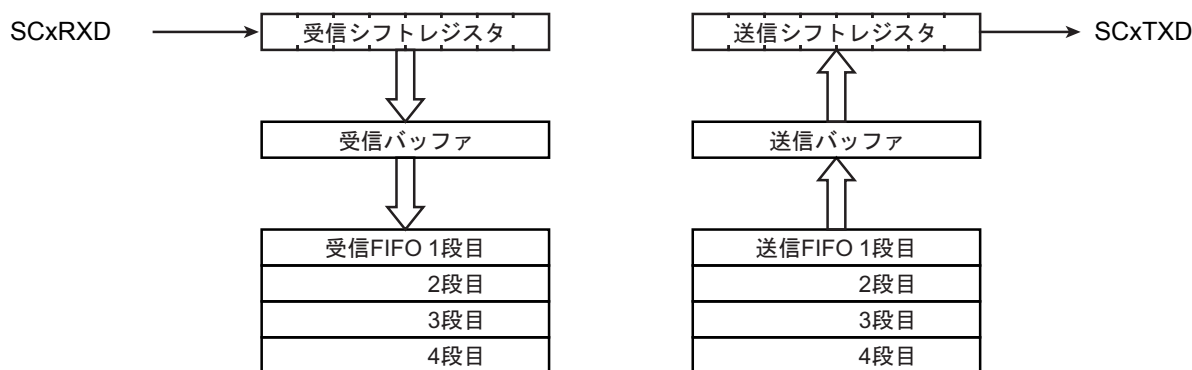 SCxRXD
受信シフトレジスタ
受信バッファ
受信FIFO 1段目
2段目
3段目
4段目
送信シフトレジスタ
SCxTXD
送信バッファ
送信FIFO 1段目
2段目
3段目
4段目